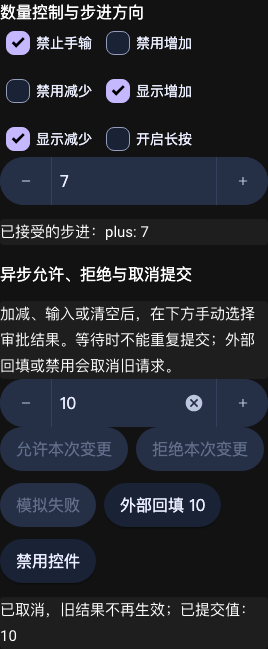 数量控制与步进方向
禁止手输 禁用增加
禁用减少 显示增加
显示减少 开启长按
− 7 +
已接受的步进：plus: 7
异步允许、拒绝与取消提交
加减、输入或清空后，在下方手动选择
审批结果。等待时不能重复提交；外部
回填或禁用会取消旧请求。
− 10 +
允许本次变更 拒绝本次变更
模拟失败 外部回填 10
禁用控件
已取消，旧结果不再生效；已提交值：
10